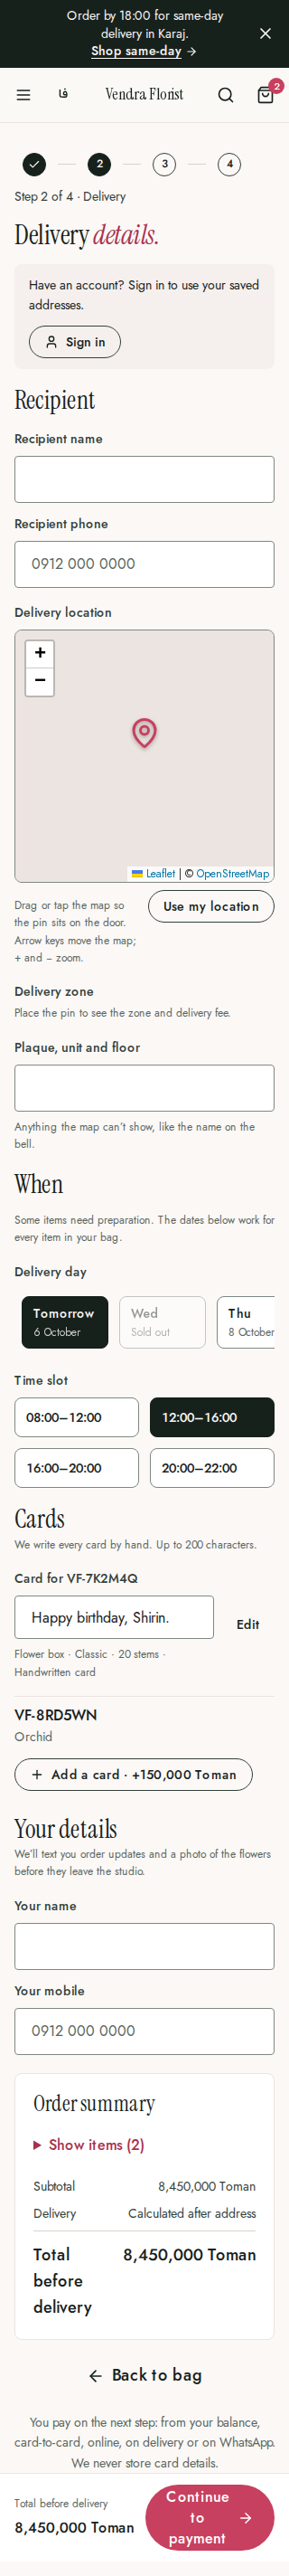 Order by 18:00 for same-day
delivery in Karaj.
Shop same-day →
فا
Vendra Florist
2
2
3
4
Step 2 of 4 · Delivery
Delivery details.
Have an account? Sign in to use your saved
addresses.
Sign in
Recipient
Recipient name
Recipient phone
0912 000 0000
Delivery location
+
−
Leaflet | © OpenStreetMap
Drag or tap the map so
the pin sits on the door.
Arrow keys move the map;
+ and − zoom.
Use my location
Delivery zone
Place the pin to see the zone and delivery fee.
Plaque, unit and floor
Anything the map can't show, like the name on the
bell.
When
Some items need preparation. The dates below work for
every item in your bag.
Delivery day
Tomorrow
6 October
Wed
Sold out
Thu
8 October
Time slot
08:00–12:00
12:00–16:00
16:00–20:00
20:00–22:00
Cards
We write every card by hand. Up to 200 characters.
Card for VF-7K2M4Q
Happy birthday, Shirin.
Edit
Flower box · Classic · 20 stems ·
Handwritten card
VF-8RD5WN
Orchid
+ Add a card · +150,000 Toman
Your details
We'll text you order updates and a photo of the flowers
before they leave the studio.
Your name
Your mobile
0912 000 0000
Order summary
▶ Show items (2)
Subtotal 8,450,000 Toman
Delivery Calculated after address
Total
before
delivery
8,450,000 Toman
← Back to bag
You pay on the next step: from your balance,
card-to-card, online, on delivery or on WhatsApp.
We never store card details.
Total before delivery
8,450,000 Toman
Continue
to
payment
→